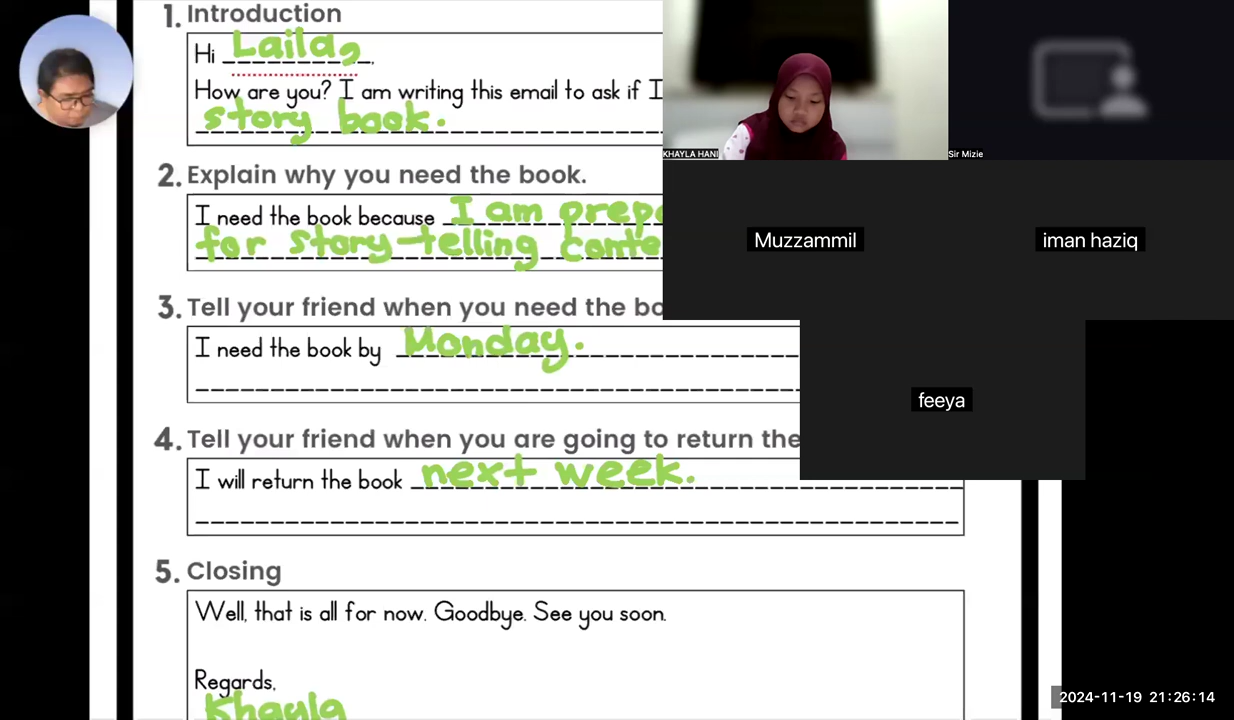 1. Introduction
Hi Laila,
How are you? I am writing this email to ask if I
story book.
2. Explain why you need the book.
I need the book because I am
for story-telling
3. Tell your friend when you need the
I need the book by Monday.
4. Tell your friend when you are going to return the
I will return the book next week.
5. Closing
Well, that is all for now. Goodbye. See you soon.
Regards,
Khayla
KHAYLA HANI
Sir Mizie
Muzzammil
iman haziq
feeya
2024-11-19 21:26:14